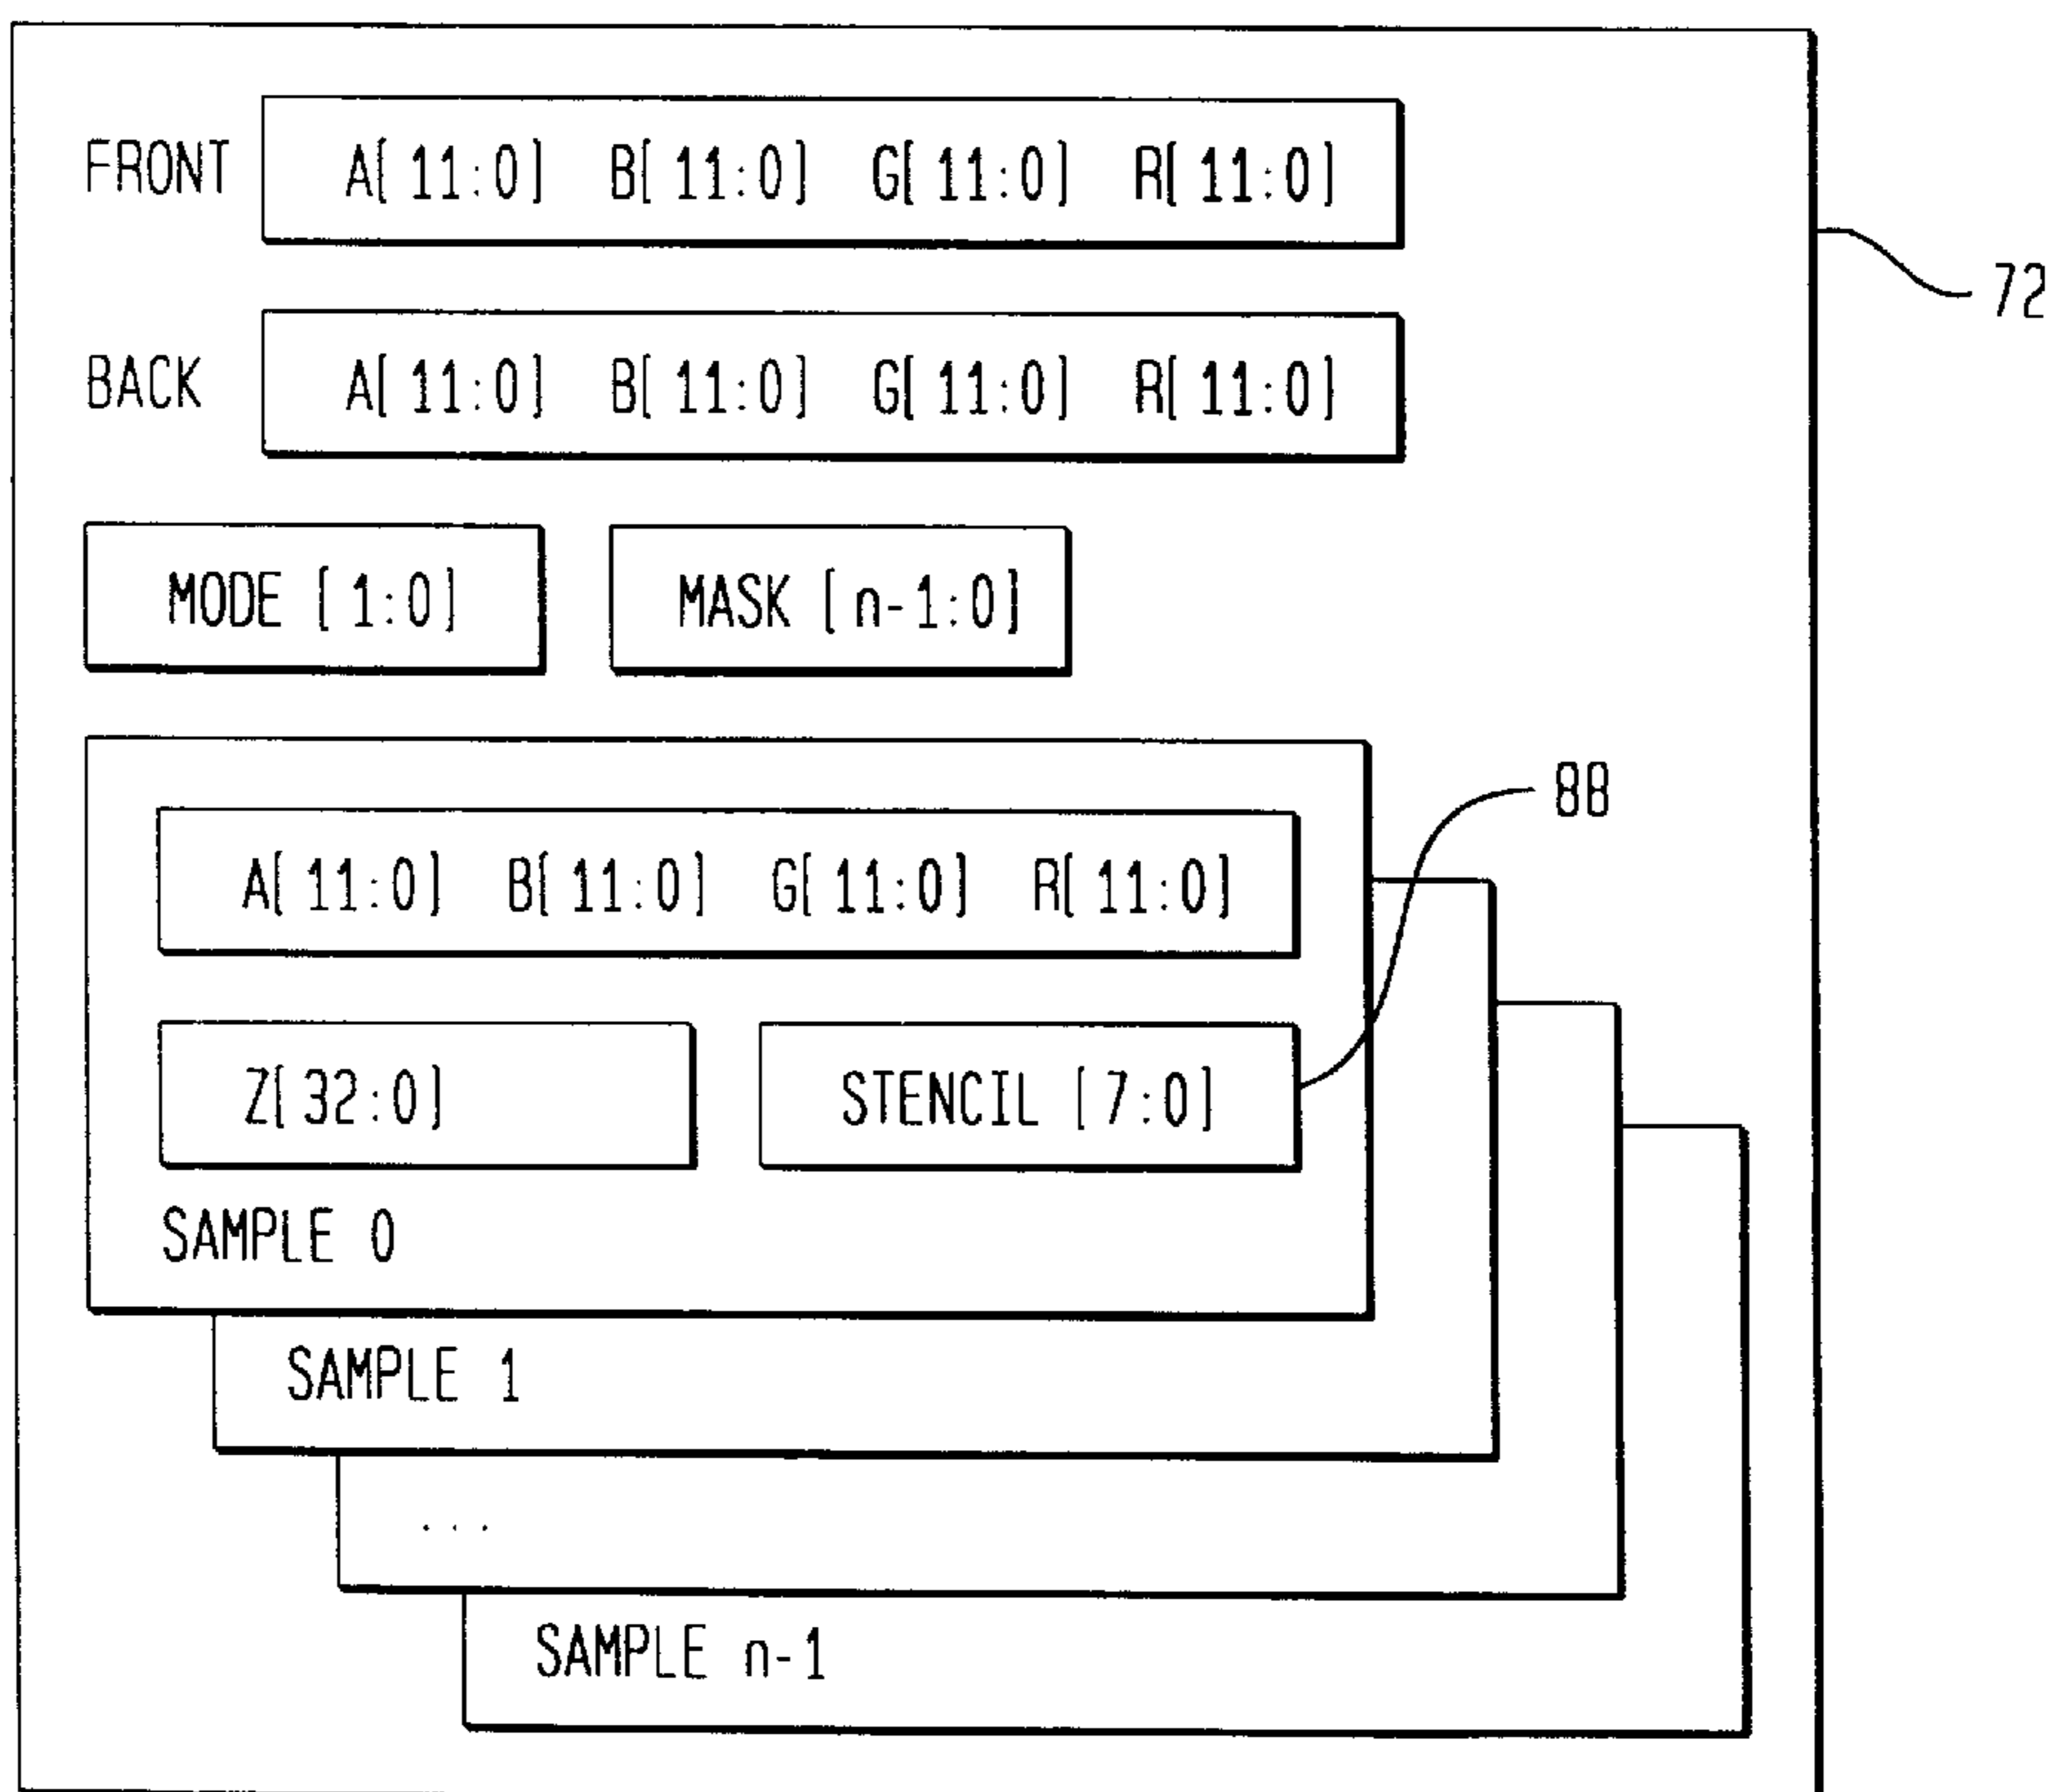 FRONT A[11:0] B[11:0] G[11:0] R[11:0]
72
BACK A[11:0] B[11:0] G[11:0] R[11:0]
MODE [1:0] MASK [n-1:0]
88
A[11:0] B[11:0] G[11:0] R[11:0]
Z[32:0] STENCIL [7:0]
SAMPLE 0
SAMPLE 1
...
SAMPLE n-1